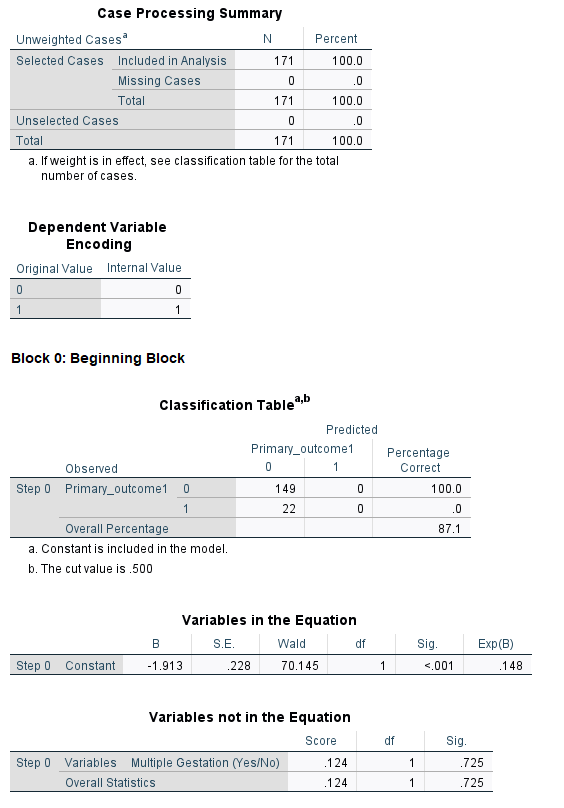 Case Processing Summary
Unweighted Casesᵃ N Percent
Selected Cases Included in Analysis 171 100.0
Missing Cases 0 .0
Total 171 100.0
Unselected Cases 0 .0
Total 171 100.0
a. If weight is in effect, see classification table for the total
number of cases.
Dependent Variable
Encoding
Original Value Internal Value
0 0
1 1
Block 0: Beginning Block
Classification Tableᵃ,ᵇ
Predicted
Primary_outcome1 Percentage
Observed 0 1 Correct
Step 0 Primary_outcome1 0 149 0 100.0
1 22 0 .0
Overall Percentage 87.1
a. Constant is included in the model.
b. The cut value is .500
Variables in the Equation
B S.E. Wald df Sig. Exp(B)
Step 0 Constant -1.913 .228 70.145 1 <.001 .148
Variables not in the Equation
Score df Sig.
Step 0 Variables Multiple Gestation (Yes/No) .124 1 .725
Overall Statistics .124 1 .725